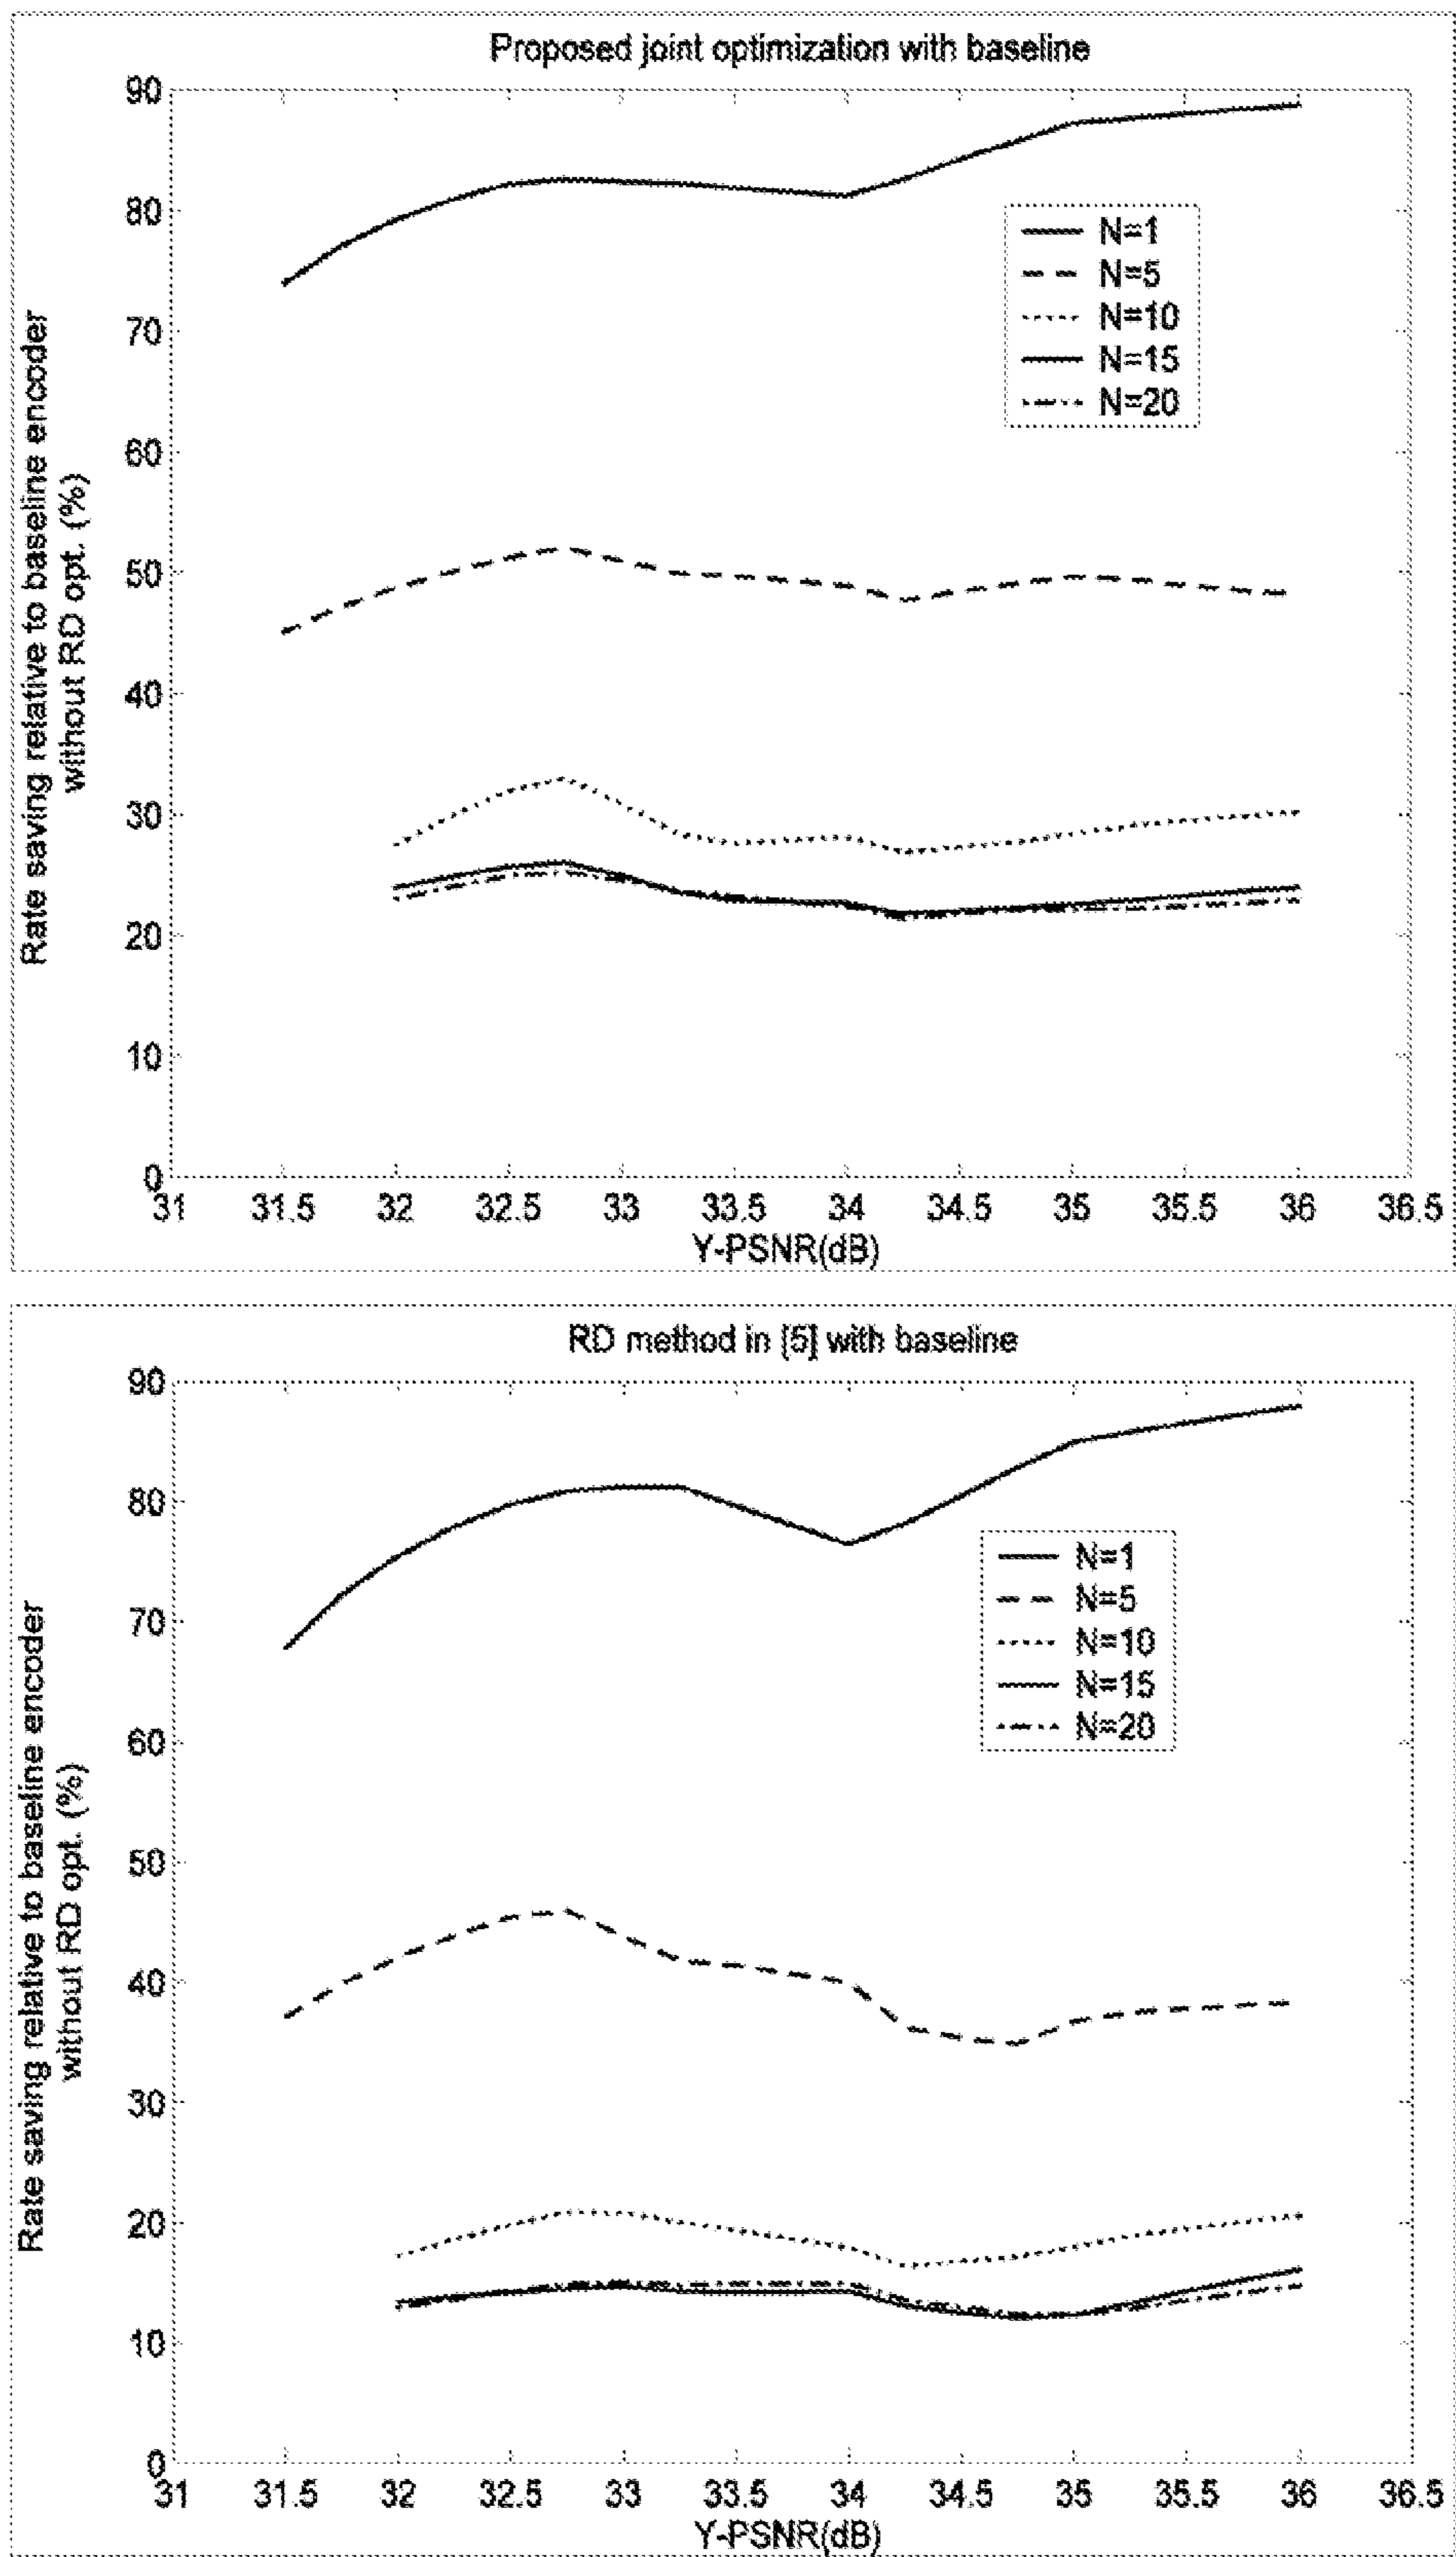 Proposed joint optimization with baseline
90
80
70
60
50
40
30
20
10
0
Rate saving relative to baseline encoder
without RD opt. (%)
N=1
N=5
N=10
N=15
N=20
31 31.5 32 32.5 33 33.5 34 34.5 35 35.5 36 36.5
Y-PSNR(dB)
RD method in [5] with baseline
90
80
70
60
50
40
30
20
10
0
Rate saving relative to baseline encoder
without RD opt. (%)
N=1
N=5
N=10
N=15
N=20
31 31.5 32 32.5 33 33.5 34 34.5 35 35.5 36 36.5
Y-PSNR(dB)